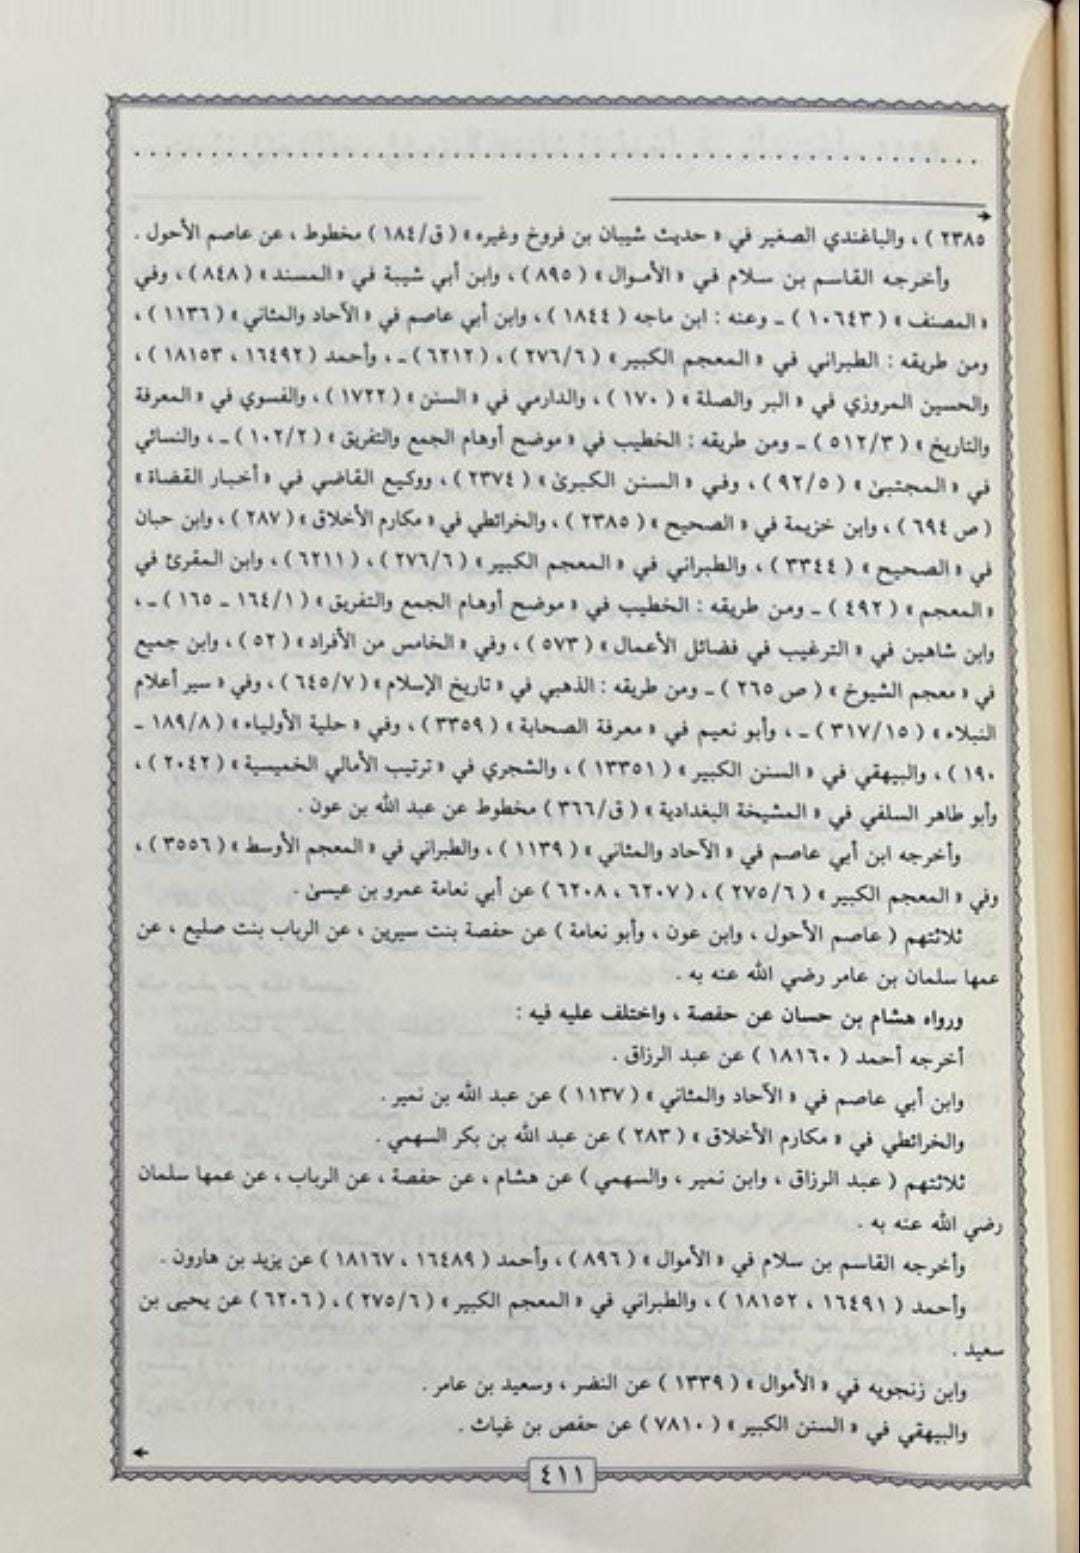 ٢٣٨٥ ) ، والباغندي الصغير في « حديث شيبان بن فروخ وغيره » ( ق/١٨٤ ) مخطوط ، عن عاصم الأحول .
وأخرجه القاسم بن سلام في « الأموال » ( ٨٩٥ ) ، وابن أبي شيبة في « المسند » ( ٨٤٨ ) ، وفي
« المصنف » ( ١٠٦٤٣ ) ـ وعنه : ابن ماجه ( ١٨٤٤ ) ، وابن أبي عاصم في « الآحاد والمثاني » ( ١١٣٦ ) ،
ومن طريقه : الطبراني في « المعجم الكبير » ( ٢٧٦/٦ ) ، ( ٦٢١٢ ) ـ ، وأحمد ( ١٦٤٩٢ ، ١٨١٥٣ ) ،
والحسين المروزي في « البر والصلة » ( ١٧٠ ) ، والدارمي في « السنن » ( ١٧٢٢ ) ، والفسوي في « المعرفة
والتاريخ » ( ٥١٢/٣ ) ـ ومن طريقه : الخطيب في « موضح أوهام الجمع والتفريق » ( ١٠٢/٢ ) ـ ، والنسائي
في « المجتبىٰ » ( ٩٢/٥ ) ، وفي « السنن الكبرىٰ » ( ٢٣٧٤ ) ، ووكيع القاضي في « أخبار القضاة »
( ص ٦٩٤ ) ، وابن خزيمة في « الصحيح » ( ٢٣٨٥ ) ، والخرائطي في « مكارم الأخلاق » ( ٢٨٧ ) ، وابن حبان
في « الصحيح » ( ٣٣٤٤ ) ، والطبراني في « المعجم الكبير » ( ٢٧٦/٦ ) ، ( ٦٢١١ ) ، وابن المقرئ في
« المعجم » ( ٤٩٢ ) ـ ومن طريقه : الخطيب في « موضح أوهام الجمع والتفريق » ( ١٦٤/١ ـ ١٦٥ ) ـ ،
وابن شاهين في « الترغيب في فضائل الأعمال » ( ٥٧٣ ) ، وفي « الخامس من الأفراد » ( ٥٢ ) ، وابن جميع
في « معجم الشيوخ » ( ص ٢٦٥ ) ـ ومن طريقه : الذهبي في « تاريخ الإسلام » ( ٦٤٥/٧ ) ، وفي « سير أعلام
النبلاء » ( ٣١٧/١٥ ) ـ ، وأبو نعيم في « معرفة الصحابة » ( ٣٣٥٩ ) ، وفي « حلية الأولياء » ( ١٨٩/٨ ـ
١٩٠ ) ، والبيهقي في « السنن الكبير » ( ١٣٣٥١ ) ، والشجري في « ترتيب الأمالي الخميسية » ( ٢٠٤٢ ) ،
وأبو طاهر السلفي في « المشيخة البغدادية » ( ق/٣٦٦ ) مخطوط عن عبد الله بن عون .
وأخرجه ابن أبي عاصم في « الآحاد والمثاني » ( ١١٣٩ ) ، والطبراني في « المعجم الأوسط » ( ٣٥٥٦ ) ،
وفي « المعجم الكبير » ( ٢٧٥/٦ ) ، ( ٦٢٠٧ ، ٦٢٠٨ ) عن أبي نعامة عمرو بن عيسىٰ .
ثلاثتهم ( عاصم الأحول ، وابن عون ، وأبو نعامة ) عن حفصة بنت سيرين ، عن الرباب بنت صليع ، عن
عمها سلمان بن عامر رضي الله عنه به .
ورواه هشام بن حسان عن حفصة ، واختلف عليه فيه :
أخرجه أحمد ( ١٨١٦٠ ) عن عبد الرزاق .
وابن أبي عاصم في « الآحاد والمثاني » ( ١١٣٧ ) عن عبد الله بن نمير .
والخرائطي في « مكارم الأخلاق » ( ٢٨٣ ) عن عبد الله بن بكر السهمي .
ثلاثتهم ( عبد الرزاق ، وابن نمير ، والسهمي ) عن هشام ، عن حفصة ، عن الرباب ، عن عمها سلمان
رضي الله عنه به .
وأخرجه القاسم بن سلام في « الأموال » ( ٨٩٦ ) ، وأحمد ( ١٦٤٨٩ ، ١٨١٦٧ ) عن يزيد بن هارون .
وأحمد ( ١٦٤٩١ ، ١٨١٥٢ ) ، والطبراني في « المعجم الكبير » ( ٢٧٥/٦ ) ، ( ٦٢٠٦ ) عن يحيى بن
سعيد .
وابن زنجويه في « الأموال » ( ١٣٣٩ ) عن النضر ، وسعيد بن عامر .
والبيهقي في « السنن الكبير » ( ٧٨١٠ ) عن حفص بن غياث .
٤١١